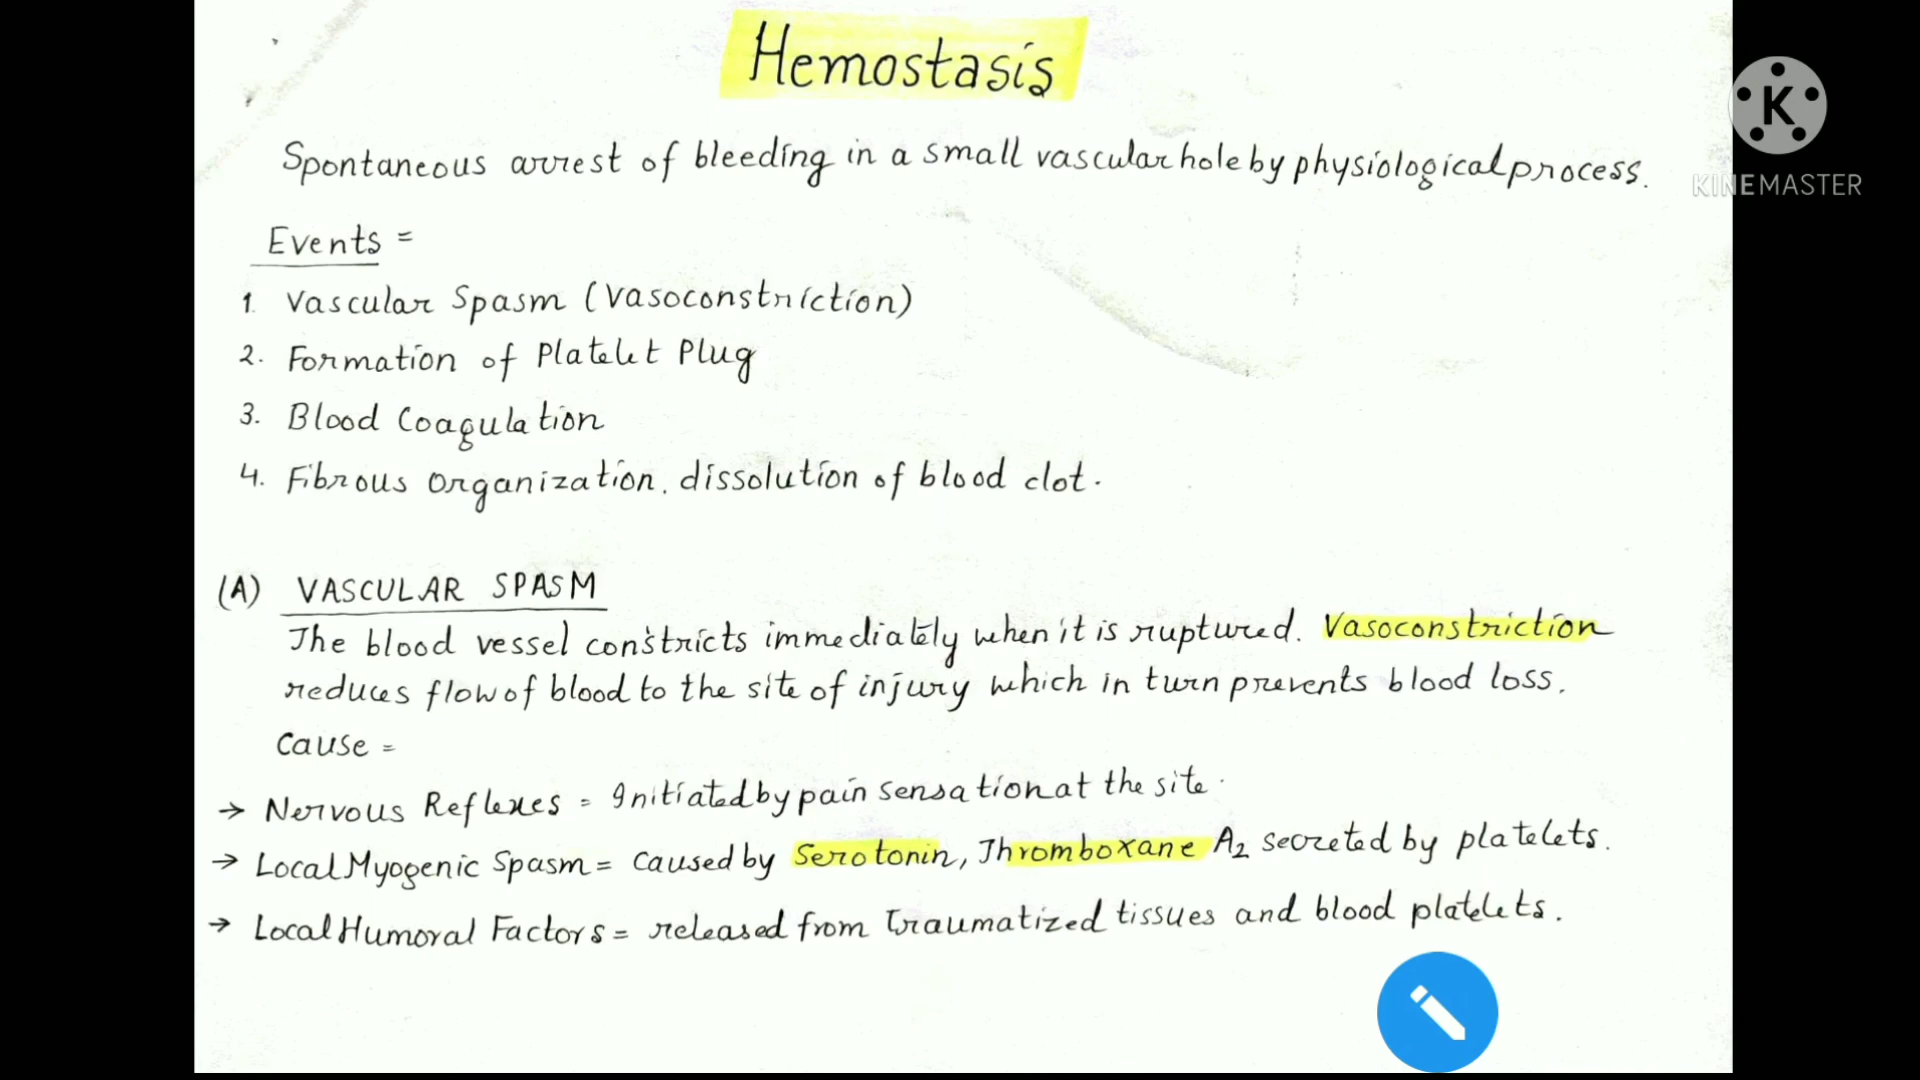 Hemostasis
K
KINEMASTER
Spontaneous arrest of bleeding in a small vascular hole by physiological process.
Events =
1. Vascular Spasm (Vasoconstriction)
2. Formation of Platelet Plug
3. Blood Coagulation
4. Fibrous Organization. dissolution of blood clot.
(A) VASCULAR SPASM
The blood vessel constricts immediately when it is ruptured. Vasoconstriction
reduces flow of blood to the site of injury which in turn prevents blood loss.
Cause =
→ Nervous Reflexes = Initiated by pain sensation at the site.
→ Local Myogenic Spasm = Caused by Serotonin, Thromboxane A₂ secreted by platelets.
→ Local Humoral Factors = released from Traumatized tissues and blood platelets.